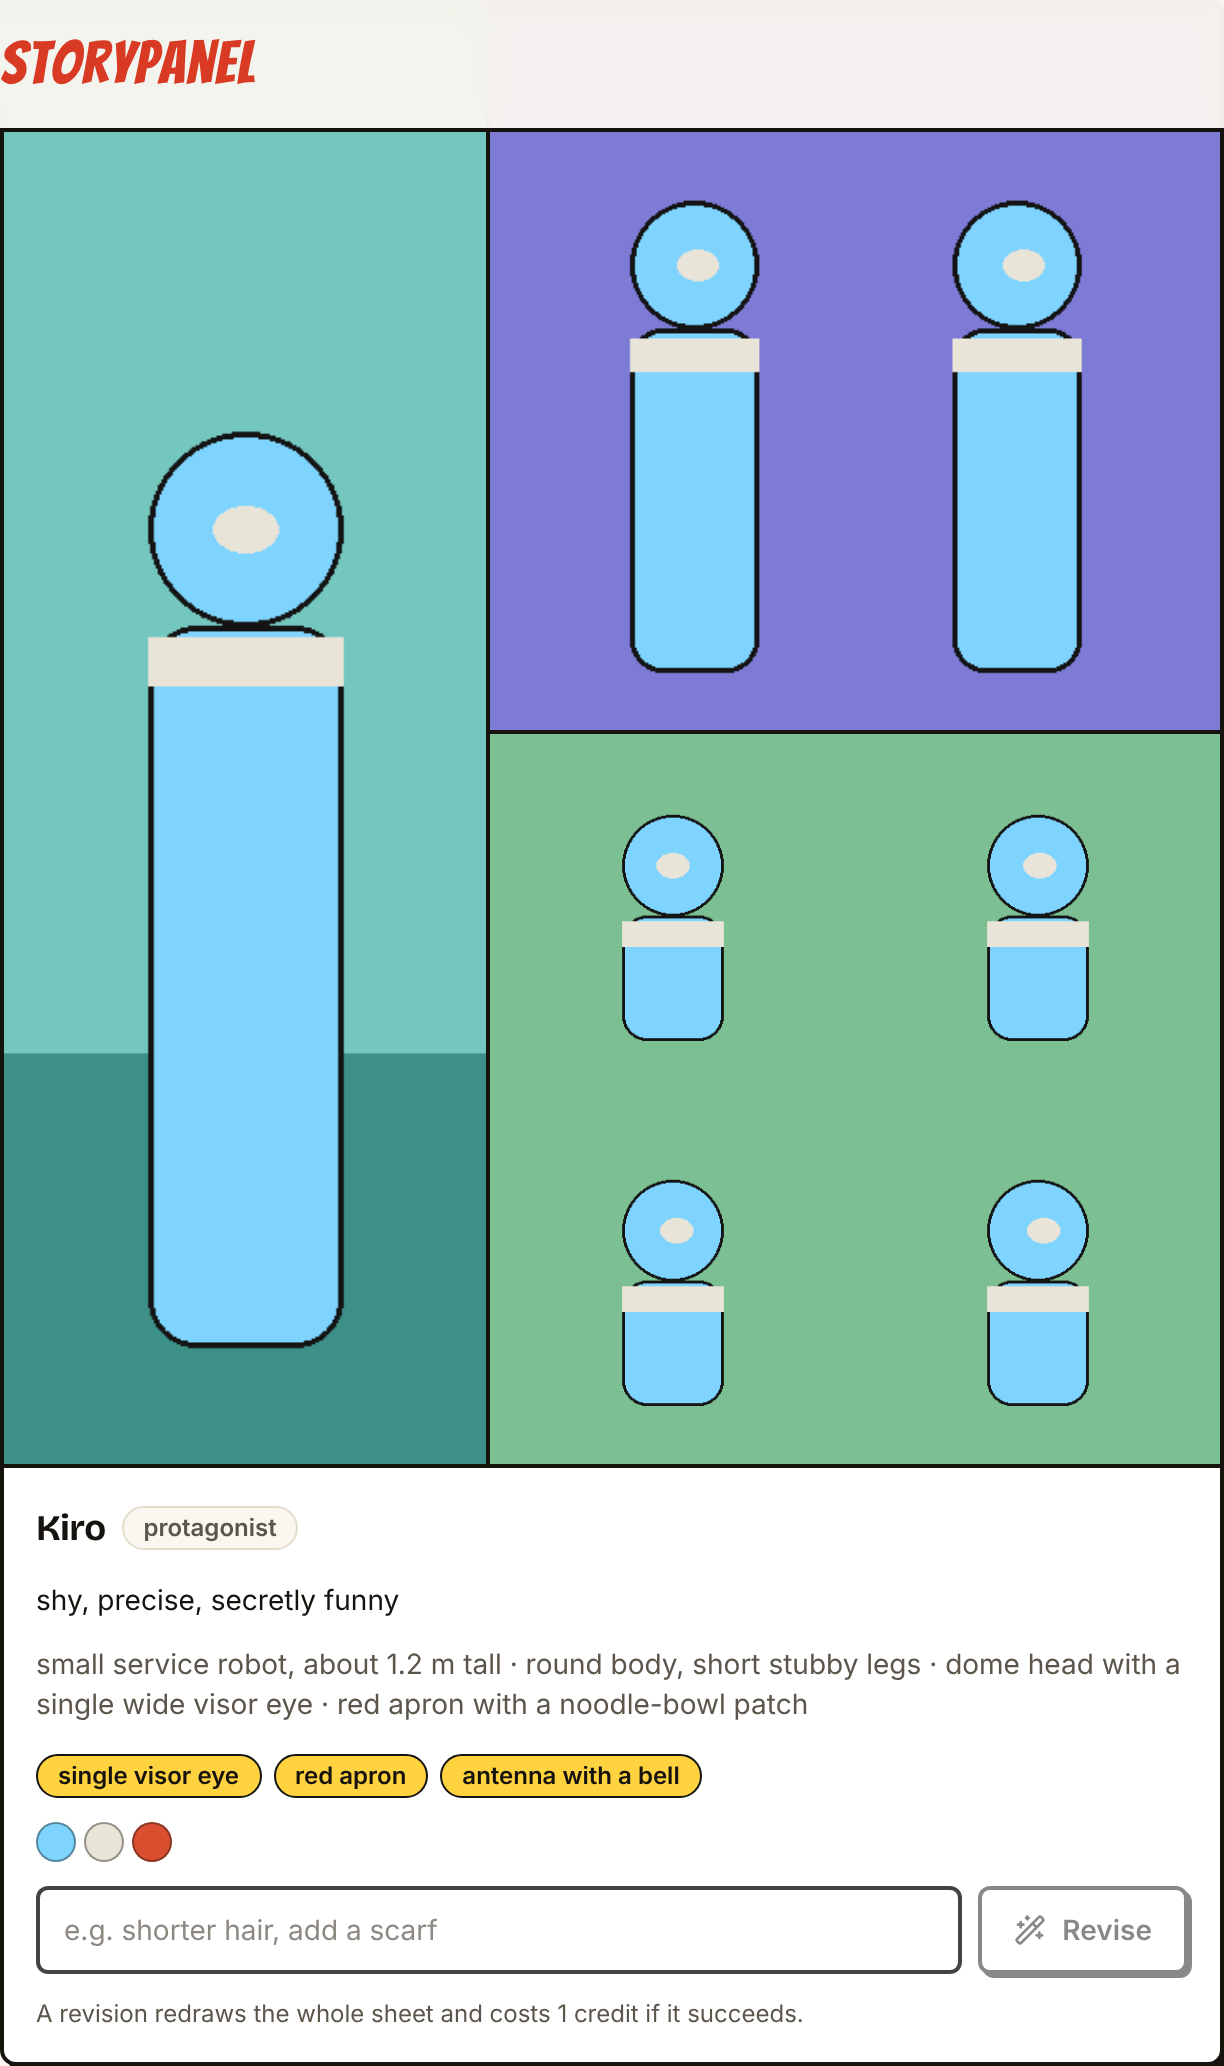 STORYPANEL
Kiro
protagonist
shy, precise, secretly funny
small service robot, about 1.2 m tall · round body, short stubby legs · dome head with a
single wide visor eye · red apron with a noodle-bowl patch
single visor eye
red apron
antenna with a bell
e.g. shorter hair, add a scarf
Revise
A revision redraws the whole sheet and costs 1 credit if it succeeds.